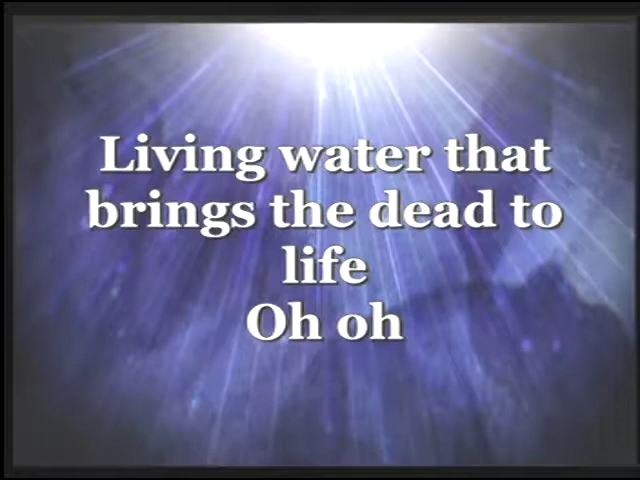 Living water that
brings the dead to
life
Oh oh